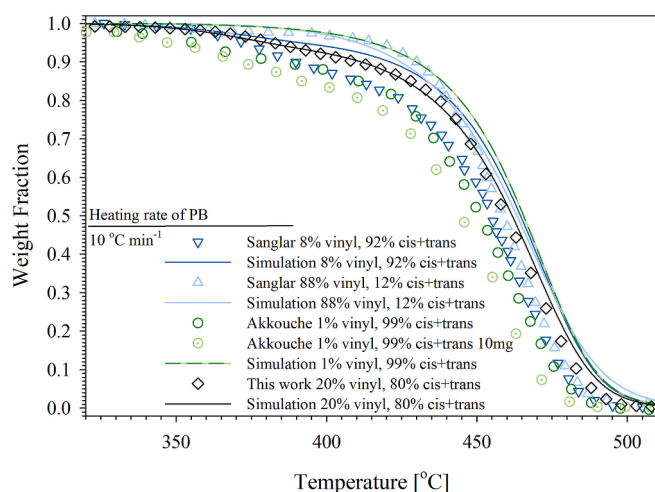 1.0
0.9
0.8
0.7
0.6
0.5
0.4
0.3
0.2
0.1
0.0
Weight Fraction
Heating rate of PB
10 °C min⁻¹
Sanglar 8% vinyl, 92% cis+trans
Simulation 8% vinyl, 92% cis+trans
Sanglar 88% vinyl, 12% cis+trans
Simulation 88% vinyl, 12% cis+trans
Akkouche 1% vinyl, 99% cis+trans
Akkouche 1% vinyl, 99% cis+trans 10mg
Simulation 1% vinyl, 99% cis+trans
This work 20% vinyl, 80% cis+trans
Simulation 20% vinyl, 80% cis+trans
350 400 450 500
Temperature [°C]